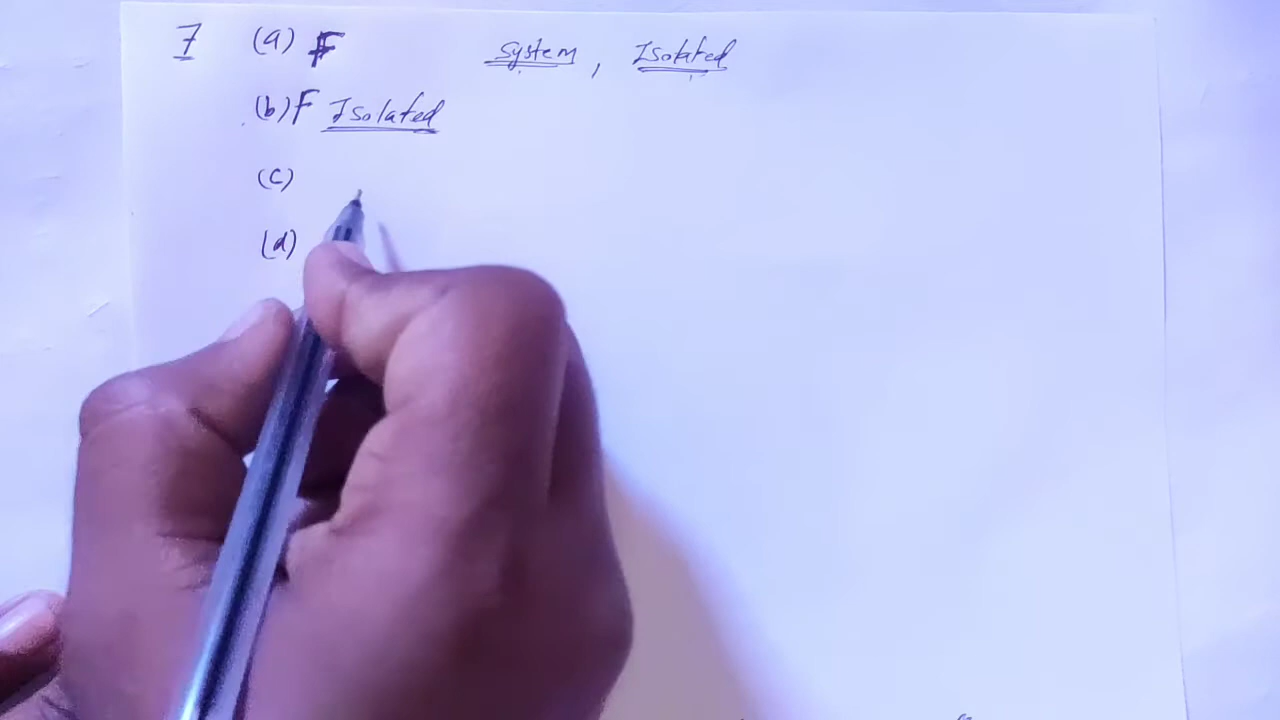 7 (a) F System, Isolated
(b) F Isolated
(c)
(d)